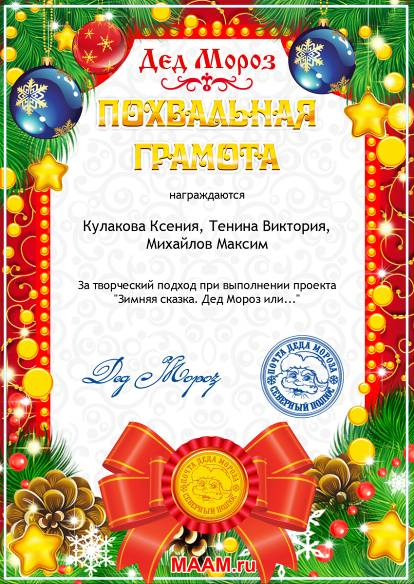 Дед Мороз
ПОХВАЛЬНАЯ
ГРАМОТА
награждаются
Кулакова Ксения, Тенина Виктория,
Михайлов Максим
За творческий подход при выполнении проекта
"Зимняя сказка. Дед Мороз или..."
Дед Мороз
ПОЧТА ДЕДА МОРОЗА
СЕВЕРНЫЙ ПОЛЮС
ПОЧТА ДЕДА МОРОЗА
СЕВЕРНЫЙ ПОЛЮС
MAAM.ru